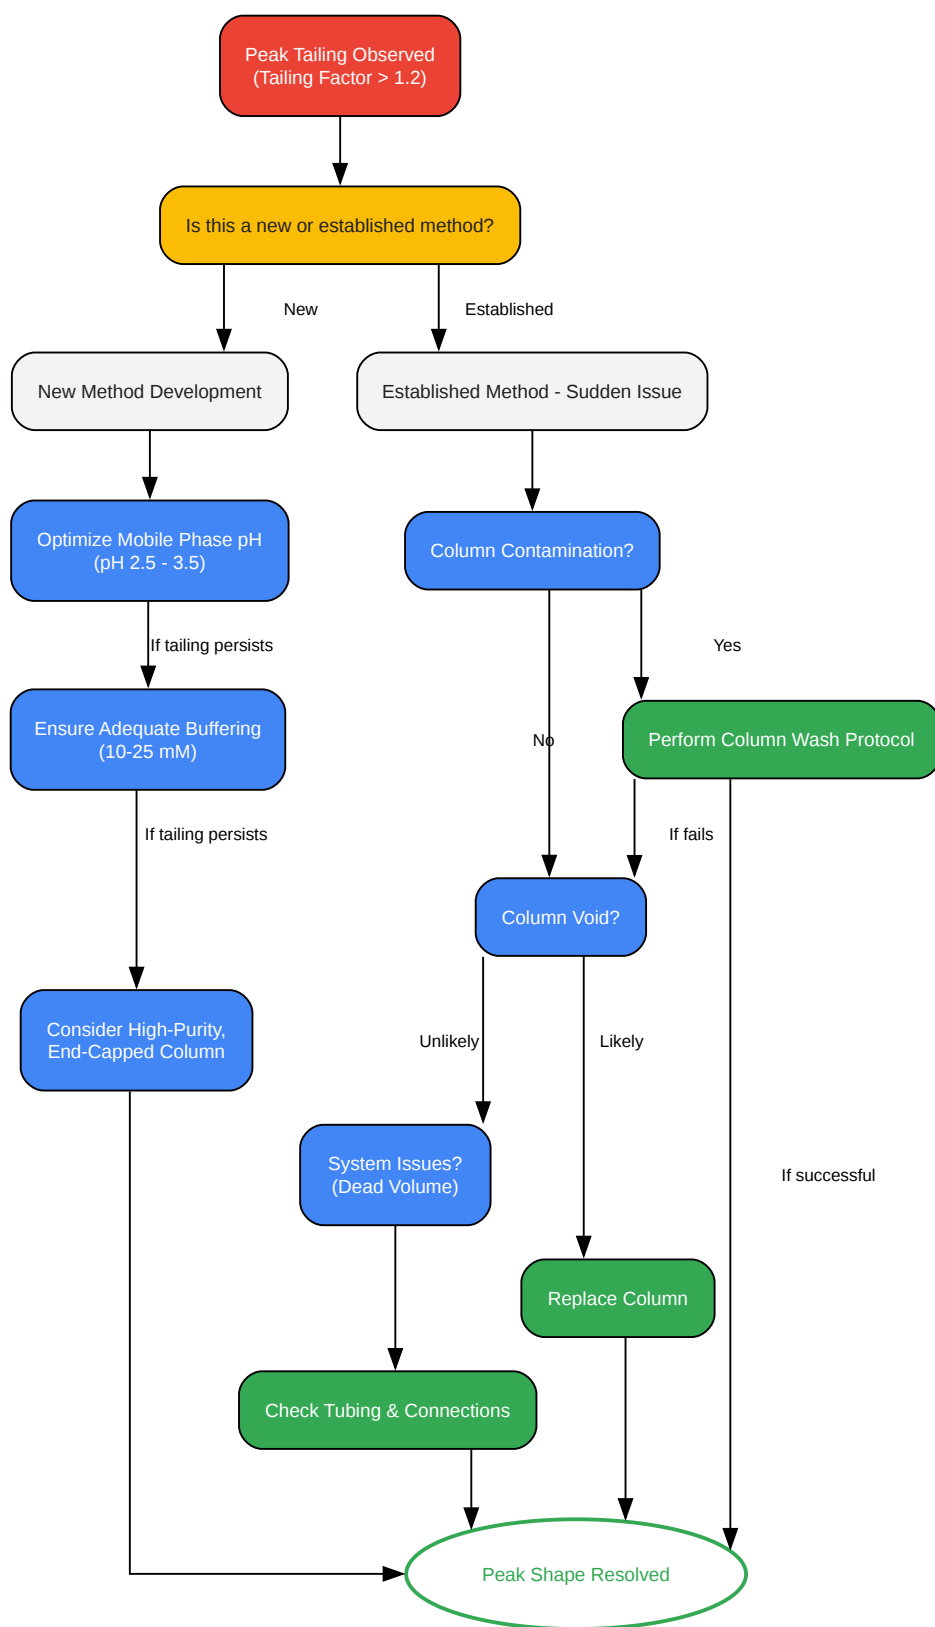 Peak Tailing Observed
(Tailing Factor > 1.2)
Is this a new or established method?
New
Established
New Method Development
Established Method - Sudden Issue
Optimize Mobile Phase pH
(pH 2.5 - 3.5)
Column Contamination?
If tailing persists
Yes
Ensure Adequate Buffering
(10-25 mM)
No
Perform Column Wash Protocol
If tailing persists
If fails
Column Void?
Consider High-Purity,
End-Capped Column
Unlikely
Likely
System Issues?
(Dead Volume)
If successful
Replace Column
Check Tubing & Connections
Peak Shape Resolved